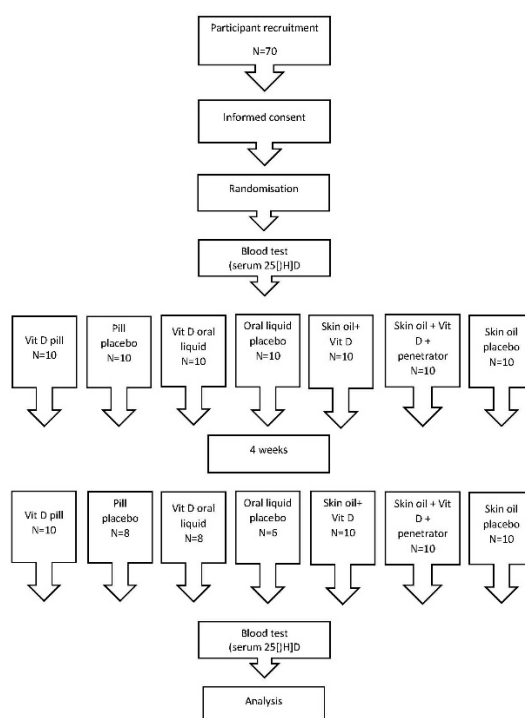 Participant recruitment
N=70
Informed consent
Randomisation
Blood test
(serum 25[)H]D
Vit D pill
N=10
Pill
placebo
N=10
Vit D oral
liquid
N=10
Oral liquid
placebo
N=10
Skin oil+
Vit D
N=10
Skin oil + Vit
D +
penetrator
N=10
Skin oil
placebo
N=10
4 weeks
Vit D pill
N=10
Pill
placebo
N=8
Vit D oral
liquid
N=8
Oral liquid
placebo
N=6
Skin oil+
Vit D
N=10
Skin oil + Vit
D +
penetrator
N=10
Skin oil
placebo
N=10
Blood test
(serum 25[)H]D
Analysis